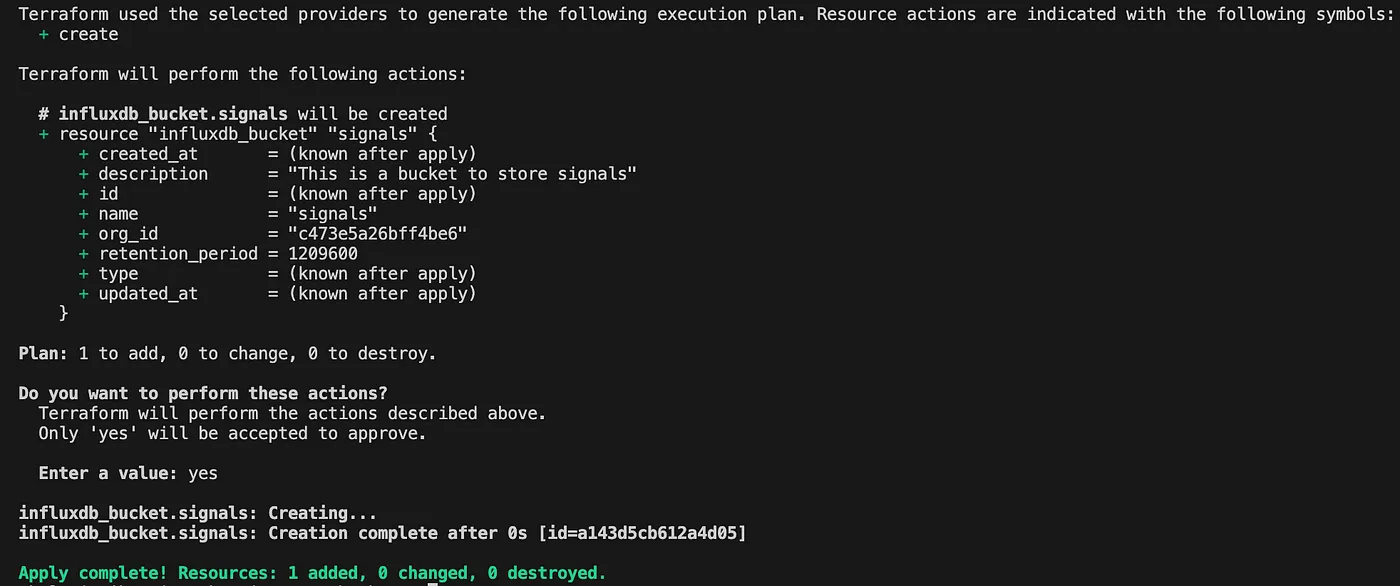 Terraform used the selected providers to generate the following execution plan. Resource actions are indicated with the following symbols:
+ create
Terraform will perform the following actions:
# influxdb_bucket.signals will be created
+ resource "influxdb_bucket" "signals" {
+ created_at = (known after apply)
+ description = "This is a bucket to store signals"
+ id = (known after apply)
+ name = "signals"
+ org_id = "c473e5a26bff4be6"
+ retention_period = 1209600
+ type = (known after apply)
+ updated_at = (known after apply)
}
Plan: 1 to add, 0 to change, 0 to destroy.
Do you want to perform these actions?
Terraform will perform the actions described above.
Only 'yes' will be accepted to approve.
Enter a value: yes
influxdb_bucket.signals: Creating...
influxdb_bucket.signals: Creation complete after 0s [id=a143d5cb612a4d05]
Apply complete! Resources: 1 added, 0 changed, 0 destroyed.